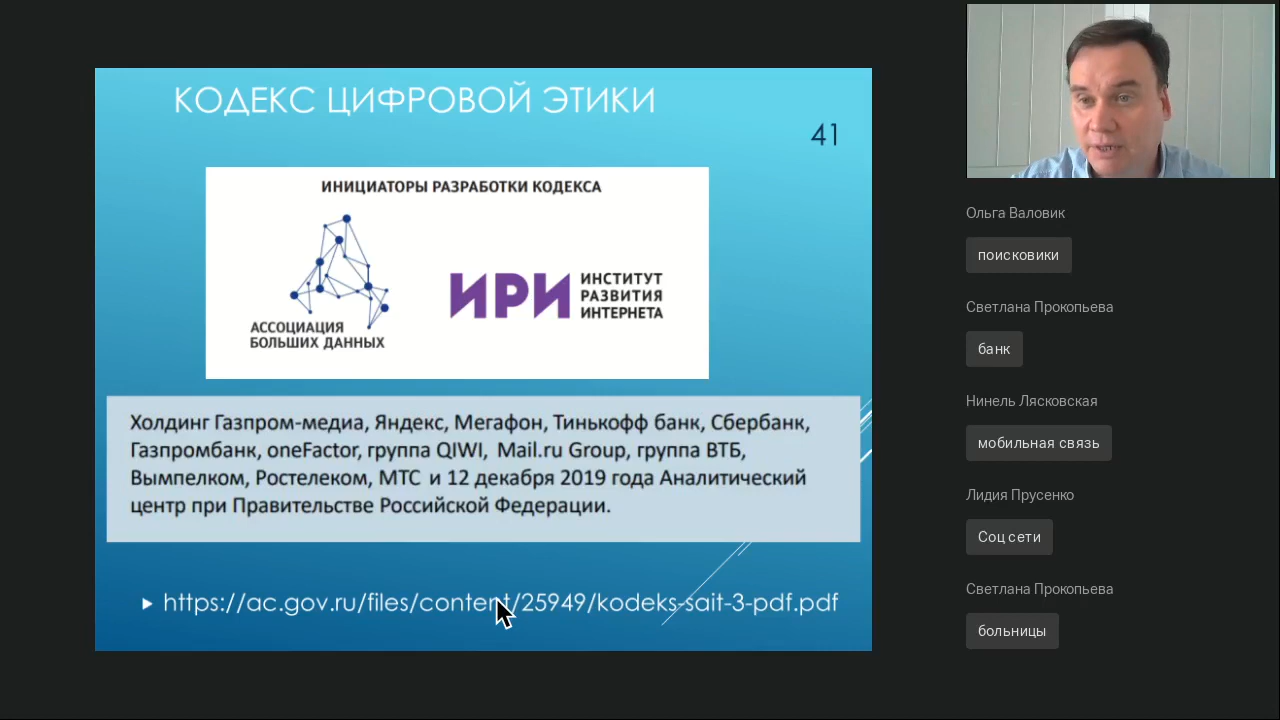 КОДЕКС ЦИФРОВОЙ ЭТИКИ
41
ИНИЦИАТОРЫ РАЗРАБОТКИ КОДЕКСА
АССОЦИАЦИЯ
БОЛЬШИХ ДАННЫХ
ИРИ
ИНСТИТУТ
РАЗВИТИЯ
ИНТЕРНЕТА
Холдинг Газпром-медиа, Яндекс, Мегафон, Тинькофф банк, Сбербанк,
Газпромбанк, oneFactor, группа QIWI, Mail.ru Group, группа ВТБ,
Вымпелком, Ростелеком, МТС и 12 декабря 2019 года Аналитический
центр при Правительстве Российской Федерации.
https://ac.gov.ru/files/content/25949/kodeks-sait-3-pdf.pdf
Ольга Валовик
поисковики
Светлана Прокопьева
банк
Нинель Лясковская
мобильная связь
Лидия Прусенко
Соц сети
Светлана Прокопьева
больницы